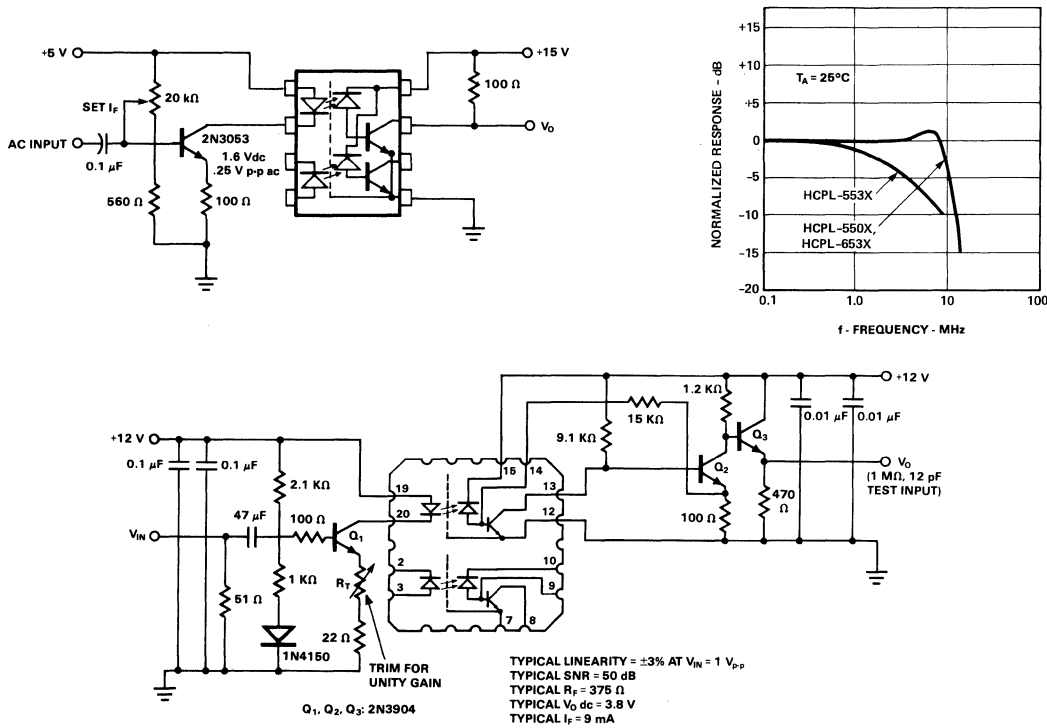 +5 V
+15 V
SET I_F
20 kΩ
100 Ω
AC INPUT
0.1 µF
2N3053
1.6 Vdc
.25 V p-p ac
V_O
560 Ω
100 Ω
NORMALIZED RESPONSE – dB
+15
+10
+5
0
-5
-10
-15
-20
T_A = 25°C
HCPL-553X
HCPL-550X,
HCPL-653X
0.1
1.0
10
100
f - FREQUENCY - MHz
+12 V
1.2 KΩ
15 KΩ
9.1 KΩ
0.01 µF
0.01 µF
Q3
Q2
V_O
(1 MΩ, 12 pF
TEST INPUT)
100 Ω
470
Ω
+12 V
0.1 µF
0.1 µF
2.1 KΩ
47 µF
100 Ω
V_IN
Q1
51 Ω
1 KΩ
R_T
22 Ω
1N4150
TRIM FOR
UNITY GAIN
15
14
19
13
20
12
2
10
3
9
7
8
Q1, Q2, Q3: 2N3904
TYPICAL LINEARITY = ±3% AT V_IN = 1 V_p-p
TYPICAL SNR = 50 dB
TYPICAL R_F = 375 Ω
TYPICAL V_O dc = 3.8 V
TYPICAL I_F = 9 mA